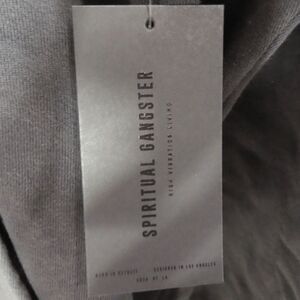 SPIRITUAL GANGSTER
HIGH VIBRATION LIVING
DESIGNED IN LOS ANGELES